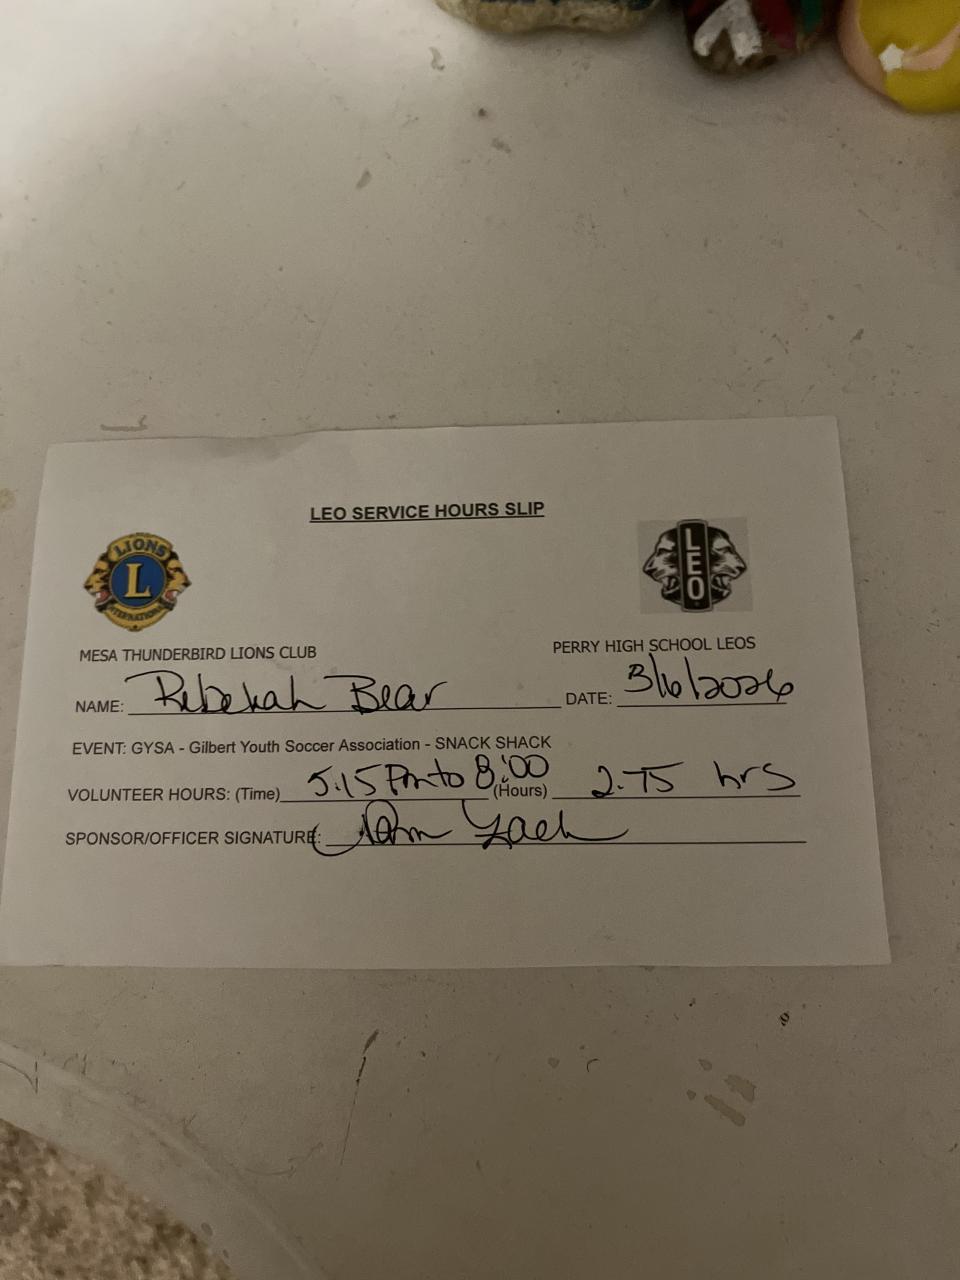 LEO SERVICE HOURS SLIP
LIONS
L
INTERNATIONAL
LEO
MESA THUNDERBIRD LIONS CLUB
PERRY HIGH SCHOOL LEOS
NAME: Rebekah Bear DATE: 3/6/2026
EVENT: GYSA - Gilbert Youth Soccer Association - SNACK SHACK
VOLUNTEER HOURS: (Time) 5:15 Pm to 8:00 (Hours) 2.75 hrs
SPONSOR/OFFICER SIGNATURE: